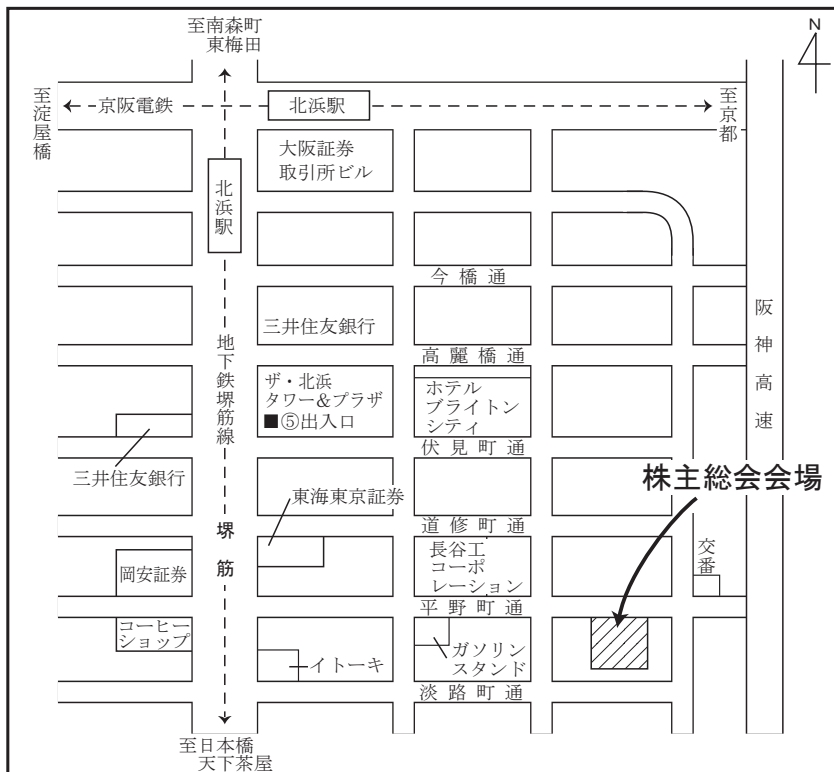 至南森町
東梅田
N
至淀屋橋
京阪電鉄
北浜駅
至京都
大阪証券
取引所ビル
北浜駅
今橋通
阪神高速
三井住友銀行
地下鉄堺筋線
高麗橋通
ザ・北浜
タワー&プラザ
■⑤出入口
ホテル
ブライトン
シティ
伏見町通
三井住友銀行
東海東京証券
株主総会会場
堺筋
道修町通
岡安証券
長谷工
コーポ
レーション
交番
平野町通
コーヒー
ショップ
イトーキ
ガソリン
スタンド
淡路町通
至日本橋
天下茶屋